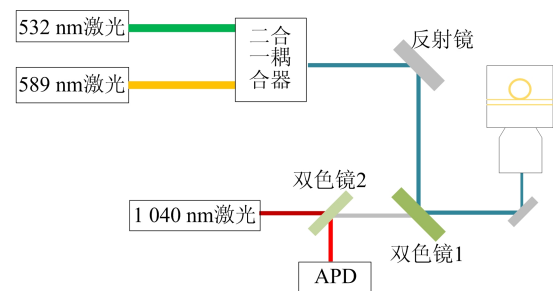 532 nm激光
589 nm激光
二合
一耦
合器
反射镜
双色镜2
1 040 nm激光
双色镜1
APD